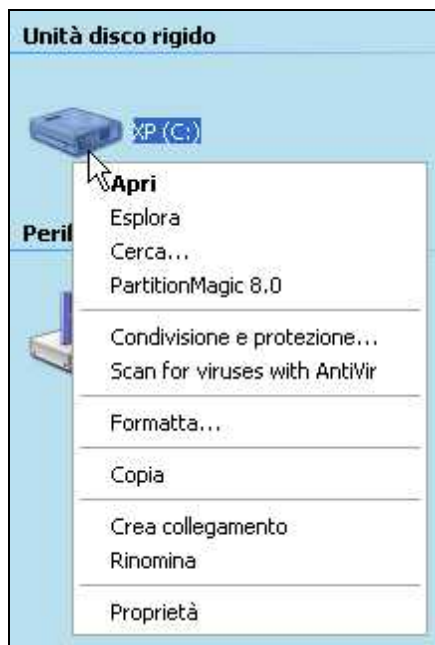 Unità disco rigido
XP (C:)
Apri
Esplora
Peril
Cerca...
PartitionMagic 8.0
Condivisione e protezione...
Scan for viruses with AntiVir
Formatta...
Copia
Crea collegamento
Rinomina
Proprietà